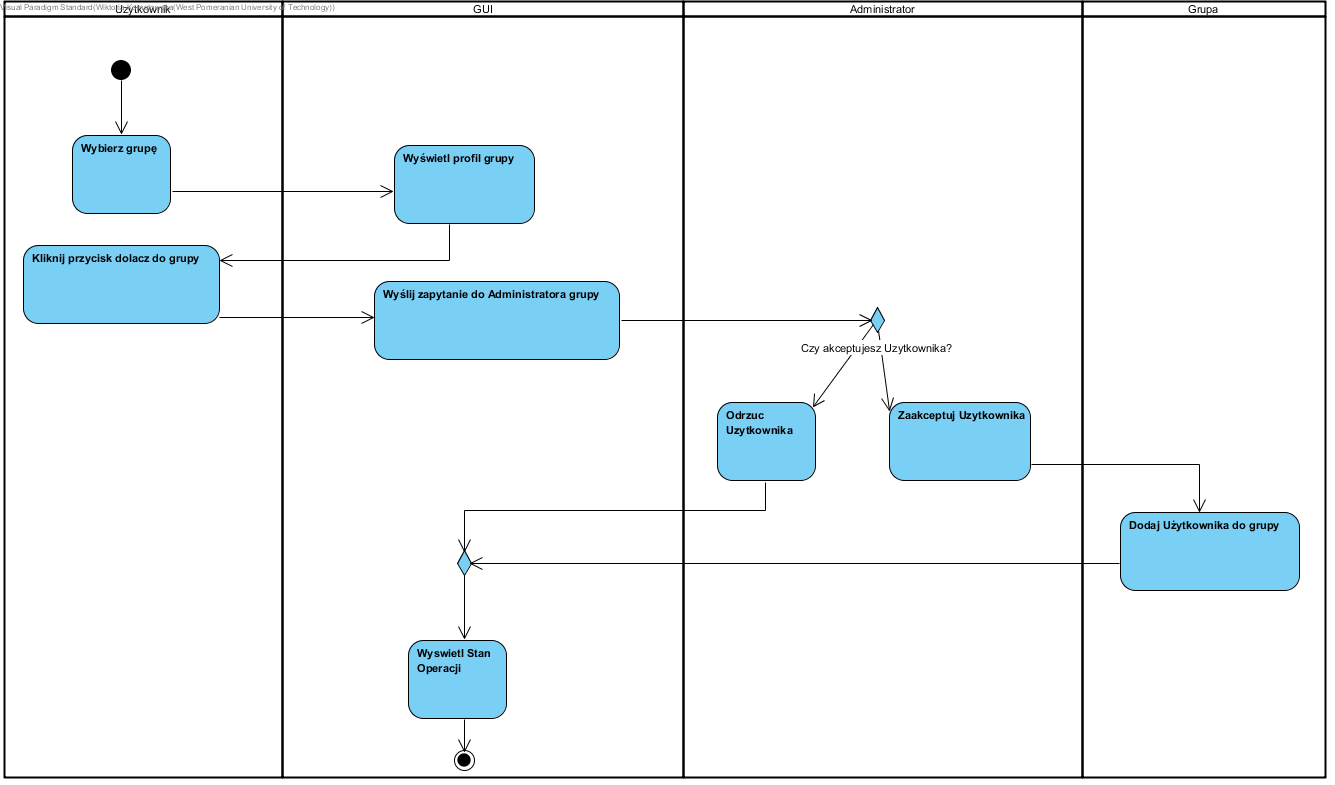 Visual Paradigm Standard(Wiktor West Pomeranian University of Technology))
Użytkownik
GUI
Administrator
Grupa
Wybierz grupę
Wyświetl profil grupy
Kliknij przycisk dolacz do grupy
Wyślij zapytanie do Administratora grupy
Czy akceptujesz Uzytkownika?
Odrzuc
Uzytkownika
Zaakceptuj Uzytkownika
Dodaj Użytkownika do grupy
Wyswietl Stan
Operacji